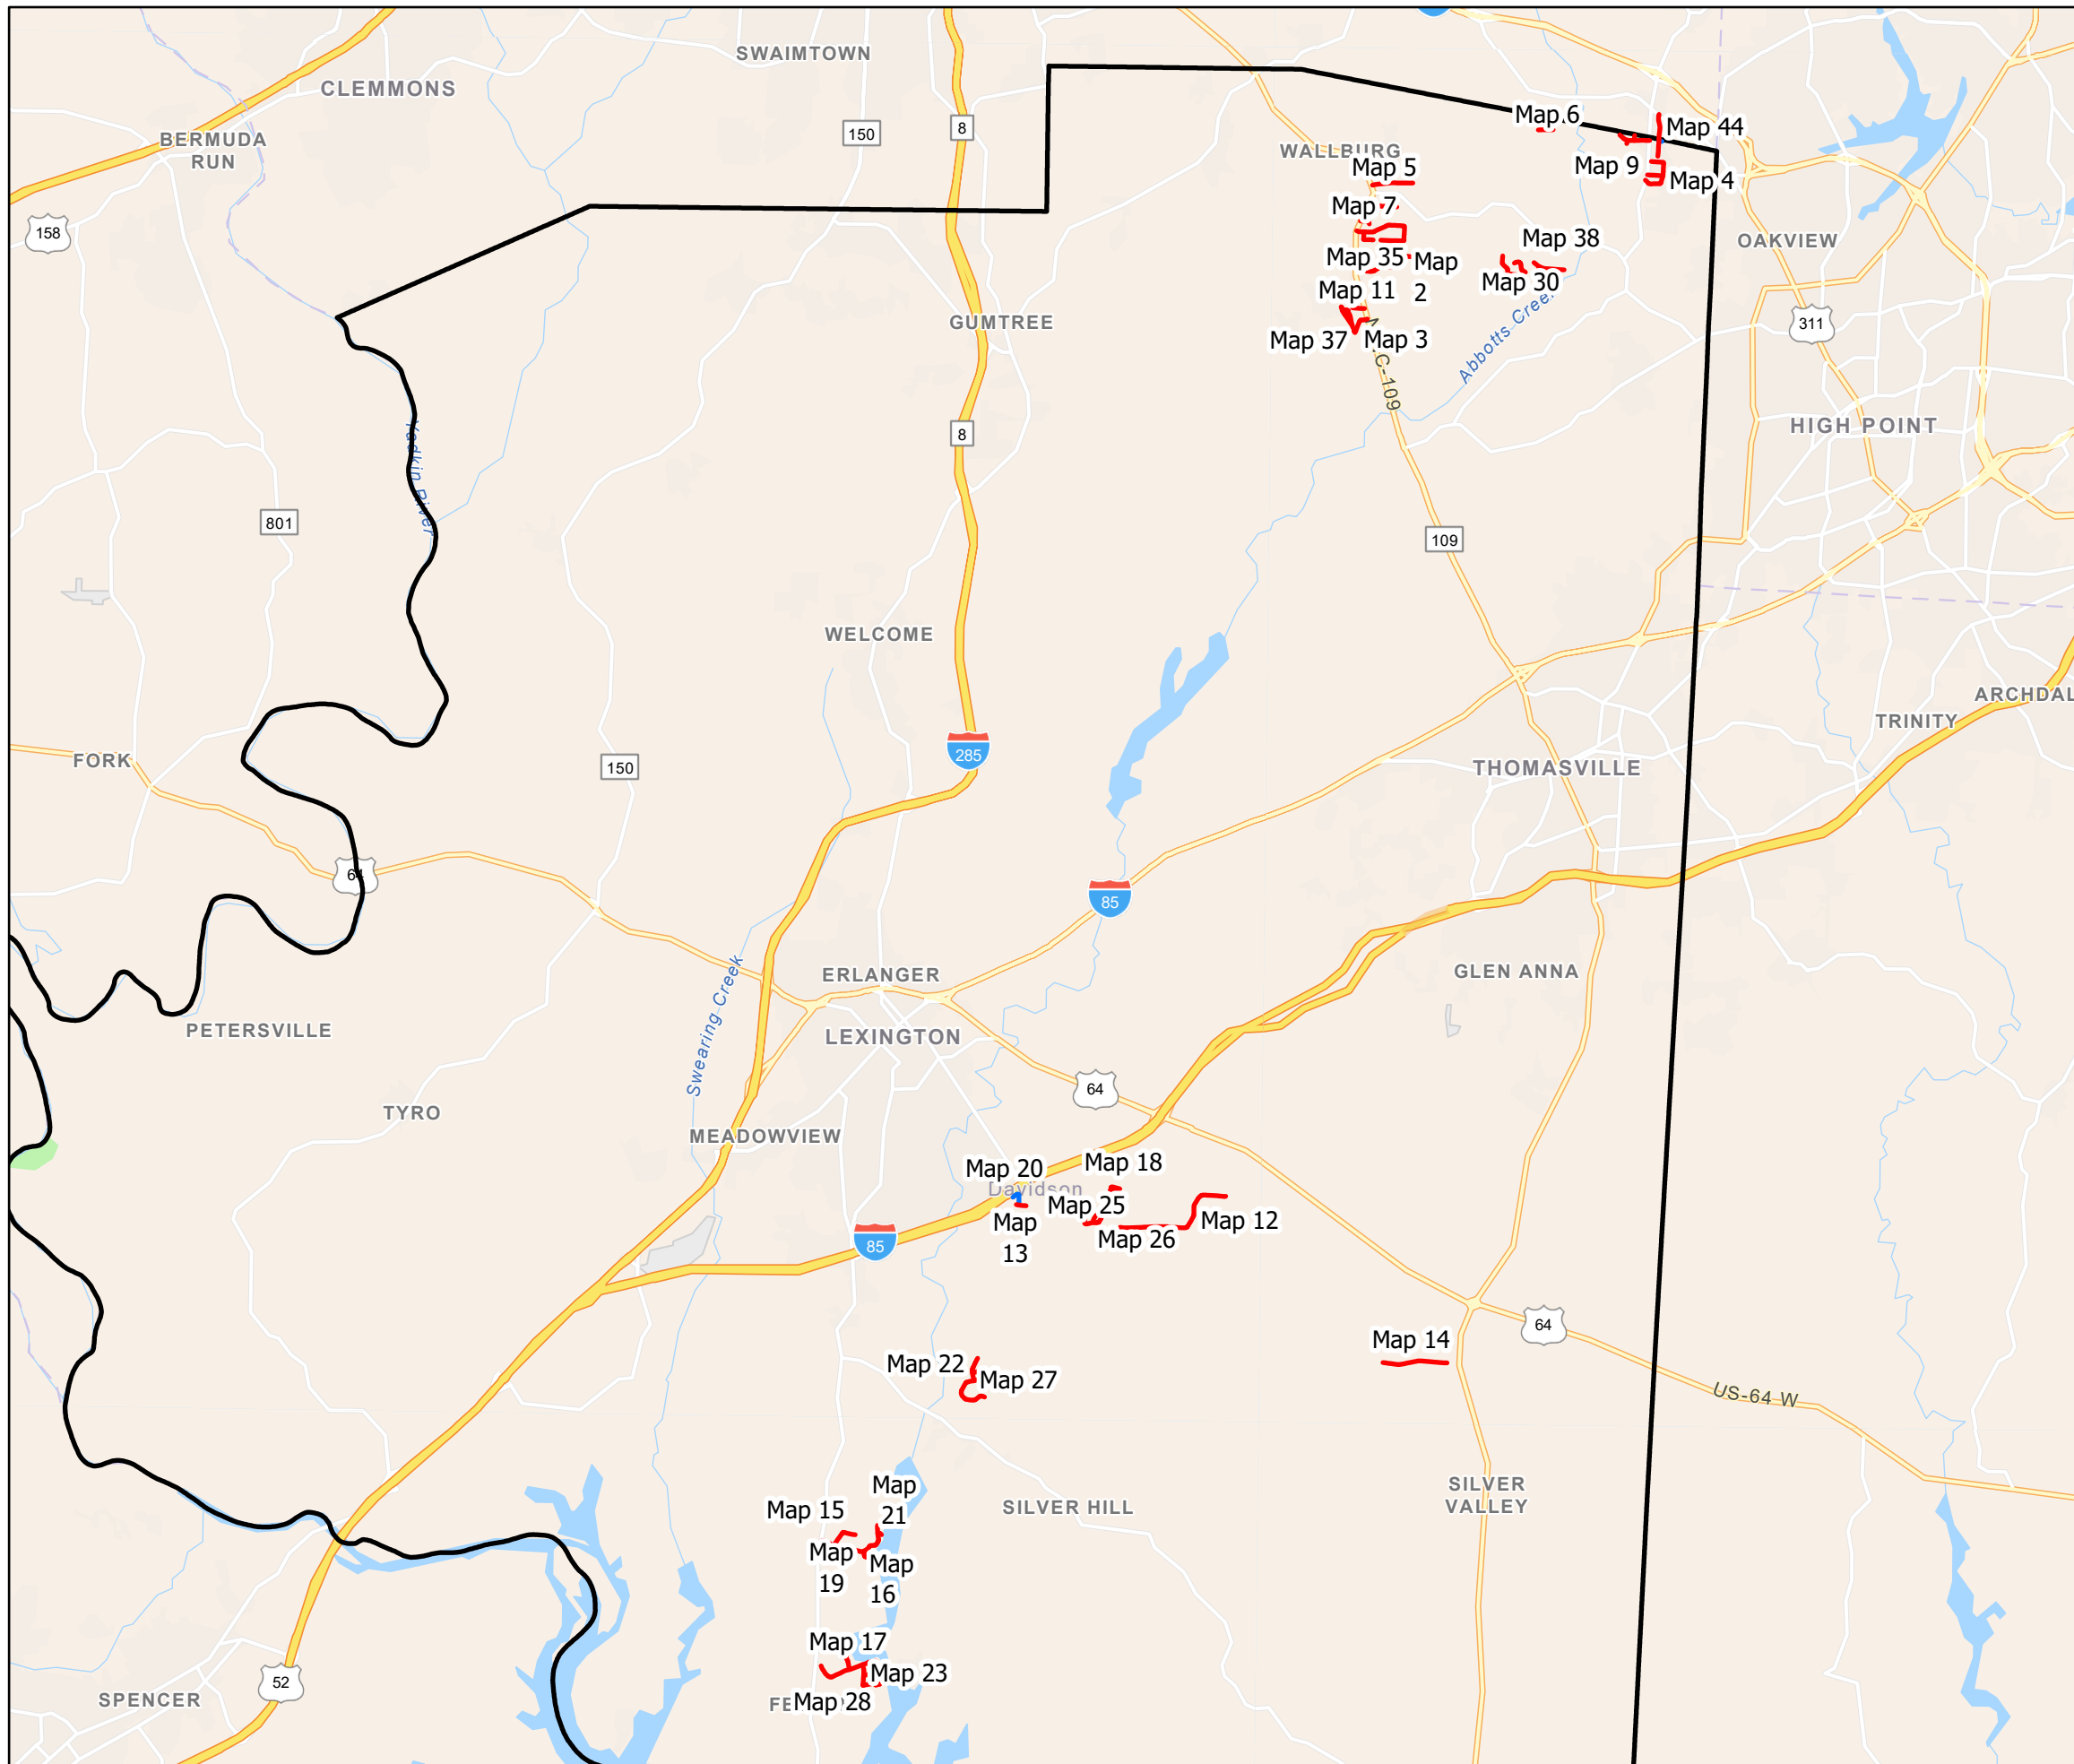 SWAIMTOWN
CLEMMONS
BERMUDA
RUN
150
8
Map 6
Map 44
WALLBURG
Map 5
Map 9
Map 4
Map 7
158
Map 38
OAKVIEW
Map 35
Map
2
Map 30
Map 11
GUMTREE
311
Map 37
Map 3
Abbotts Creek
C-109
HIGH POINT
8
Yadkin River
801
109
WELCOME
ARCHDAL
TRINITY
285
FORK
150
THOMASVILLE
64
85
ERLANGER
GLEN ANNA
Swearing Creek
PETERSVILLE
LEXINGTON
64
TYRO
MEADOWVIEW
Map 20
Map 18
Davidson
Map 25
Map
13
Map 12
Map 26
85
64
Map 14
Map 22
Map 27
US-64 W
Map
21
SILVER
VALLEY
Map 15
SILVER HILL
Map
19
Map
16
Map 17
Map 23
52
SPENCER
FE
Map 28